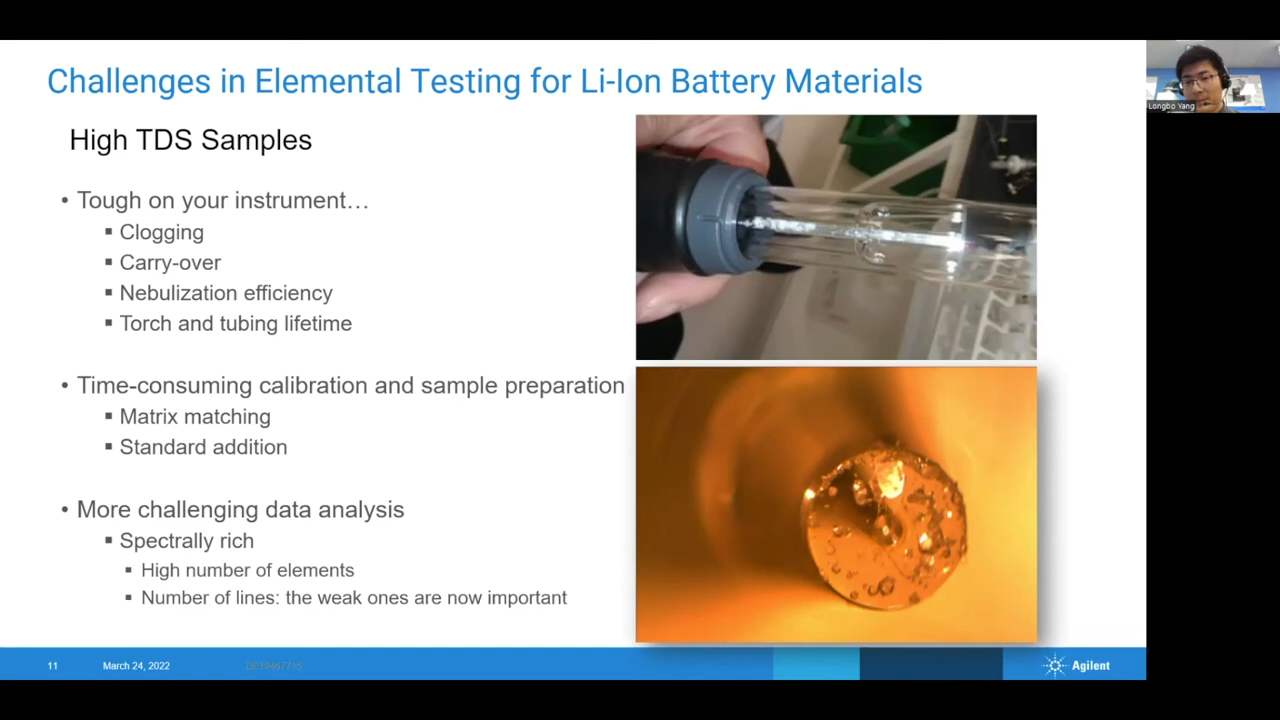 Challenges in Elemental Testing for Li-Ion Battery Materials
Longbo Yang
High TDS Samples
• Tough on your instrument…
▪ Clogging
▪ Carry-over
▪ Nebulization efficiency
▪ Torch and tubing lifetime
• Time-consuming calibration and sample preparation
▪ Matrix matching
▪ Standard addition
• More challenging data analysis
▪ Spectrally rich
▪ High number of elements
▪ Number of lines: the weak ones are now important
11
March 24, 2022
Agilent